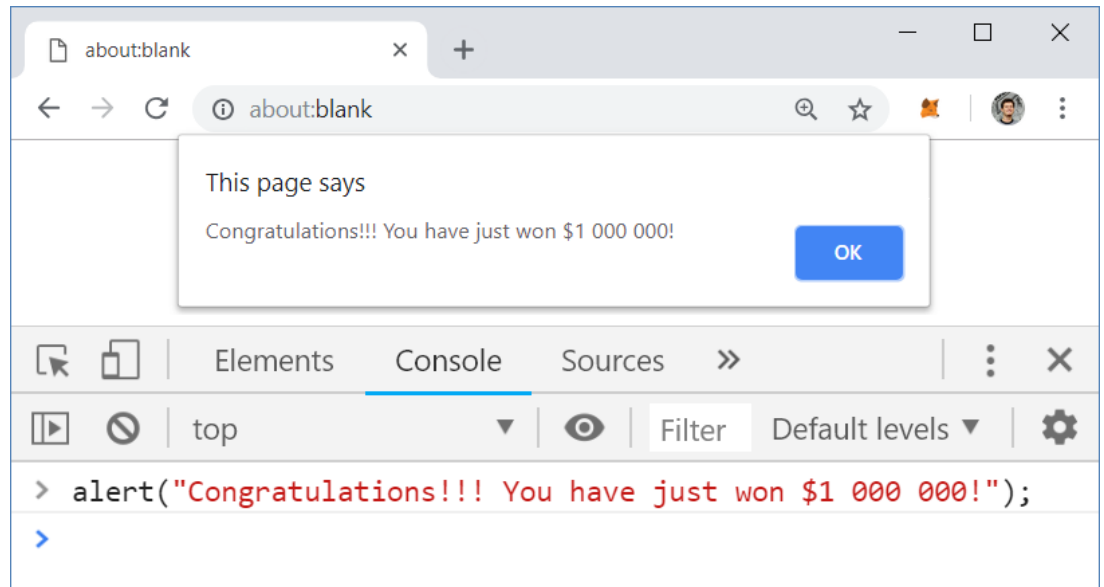 about:blank
about:blank
This page says
Congratulations!!! You have just won $1 000 000!
OK
Elements Console Sources
top Filter Default levels
alert("Congratulations!!! You have just won $1 000 000!");